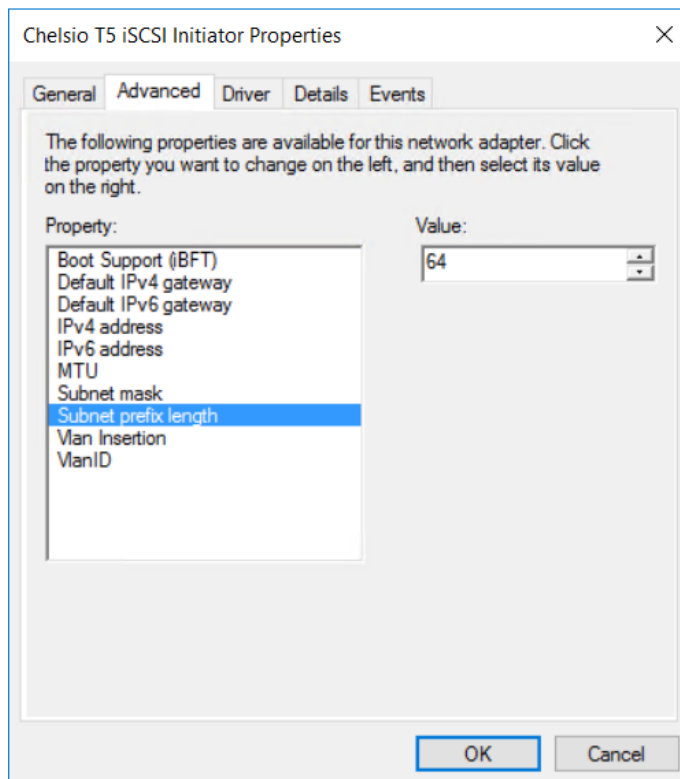 Chelsio T5 iSCSI Initiator Properties
General Advanced Driver Details Events
The following properties are available for this network adapter. Click
the property you want to change on the left, and then select its value
on the right.
Property:
Value:
Boot Support (iBFT)
Default IPv4 gateway
Default IPv6 gateway
IPv4 address
IPv6 address
MTU
Subnet mask
Subnet prefix length
Vlan Insertion
VlanID
64
OK Cancel